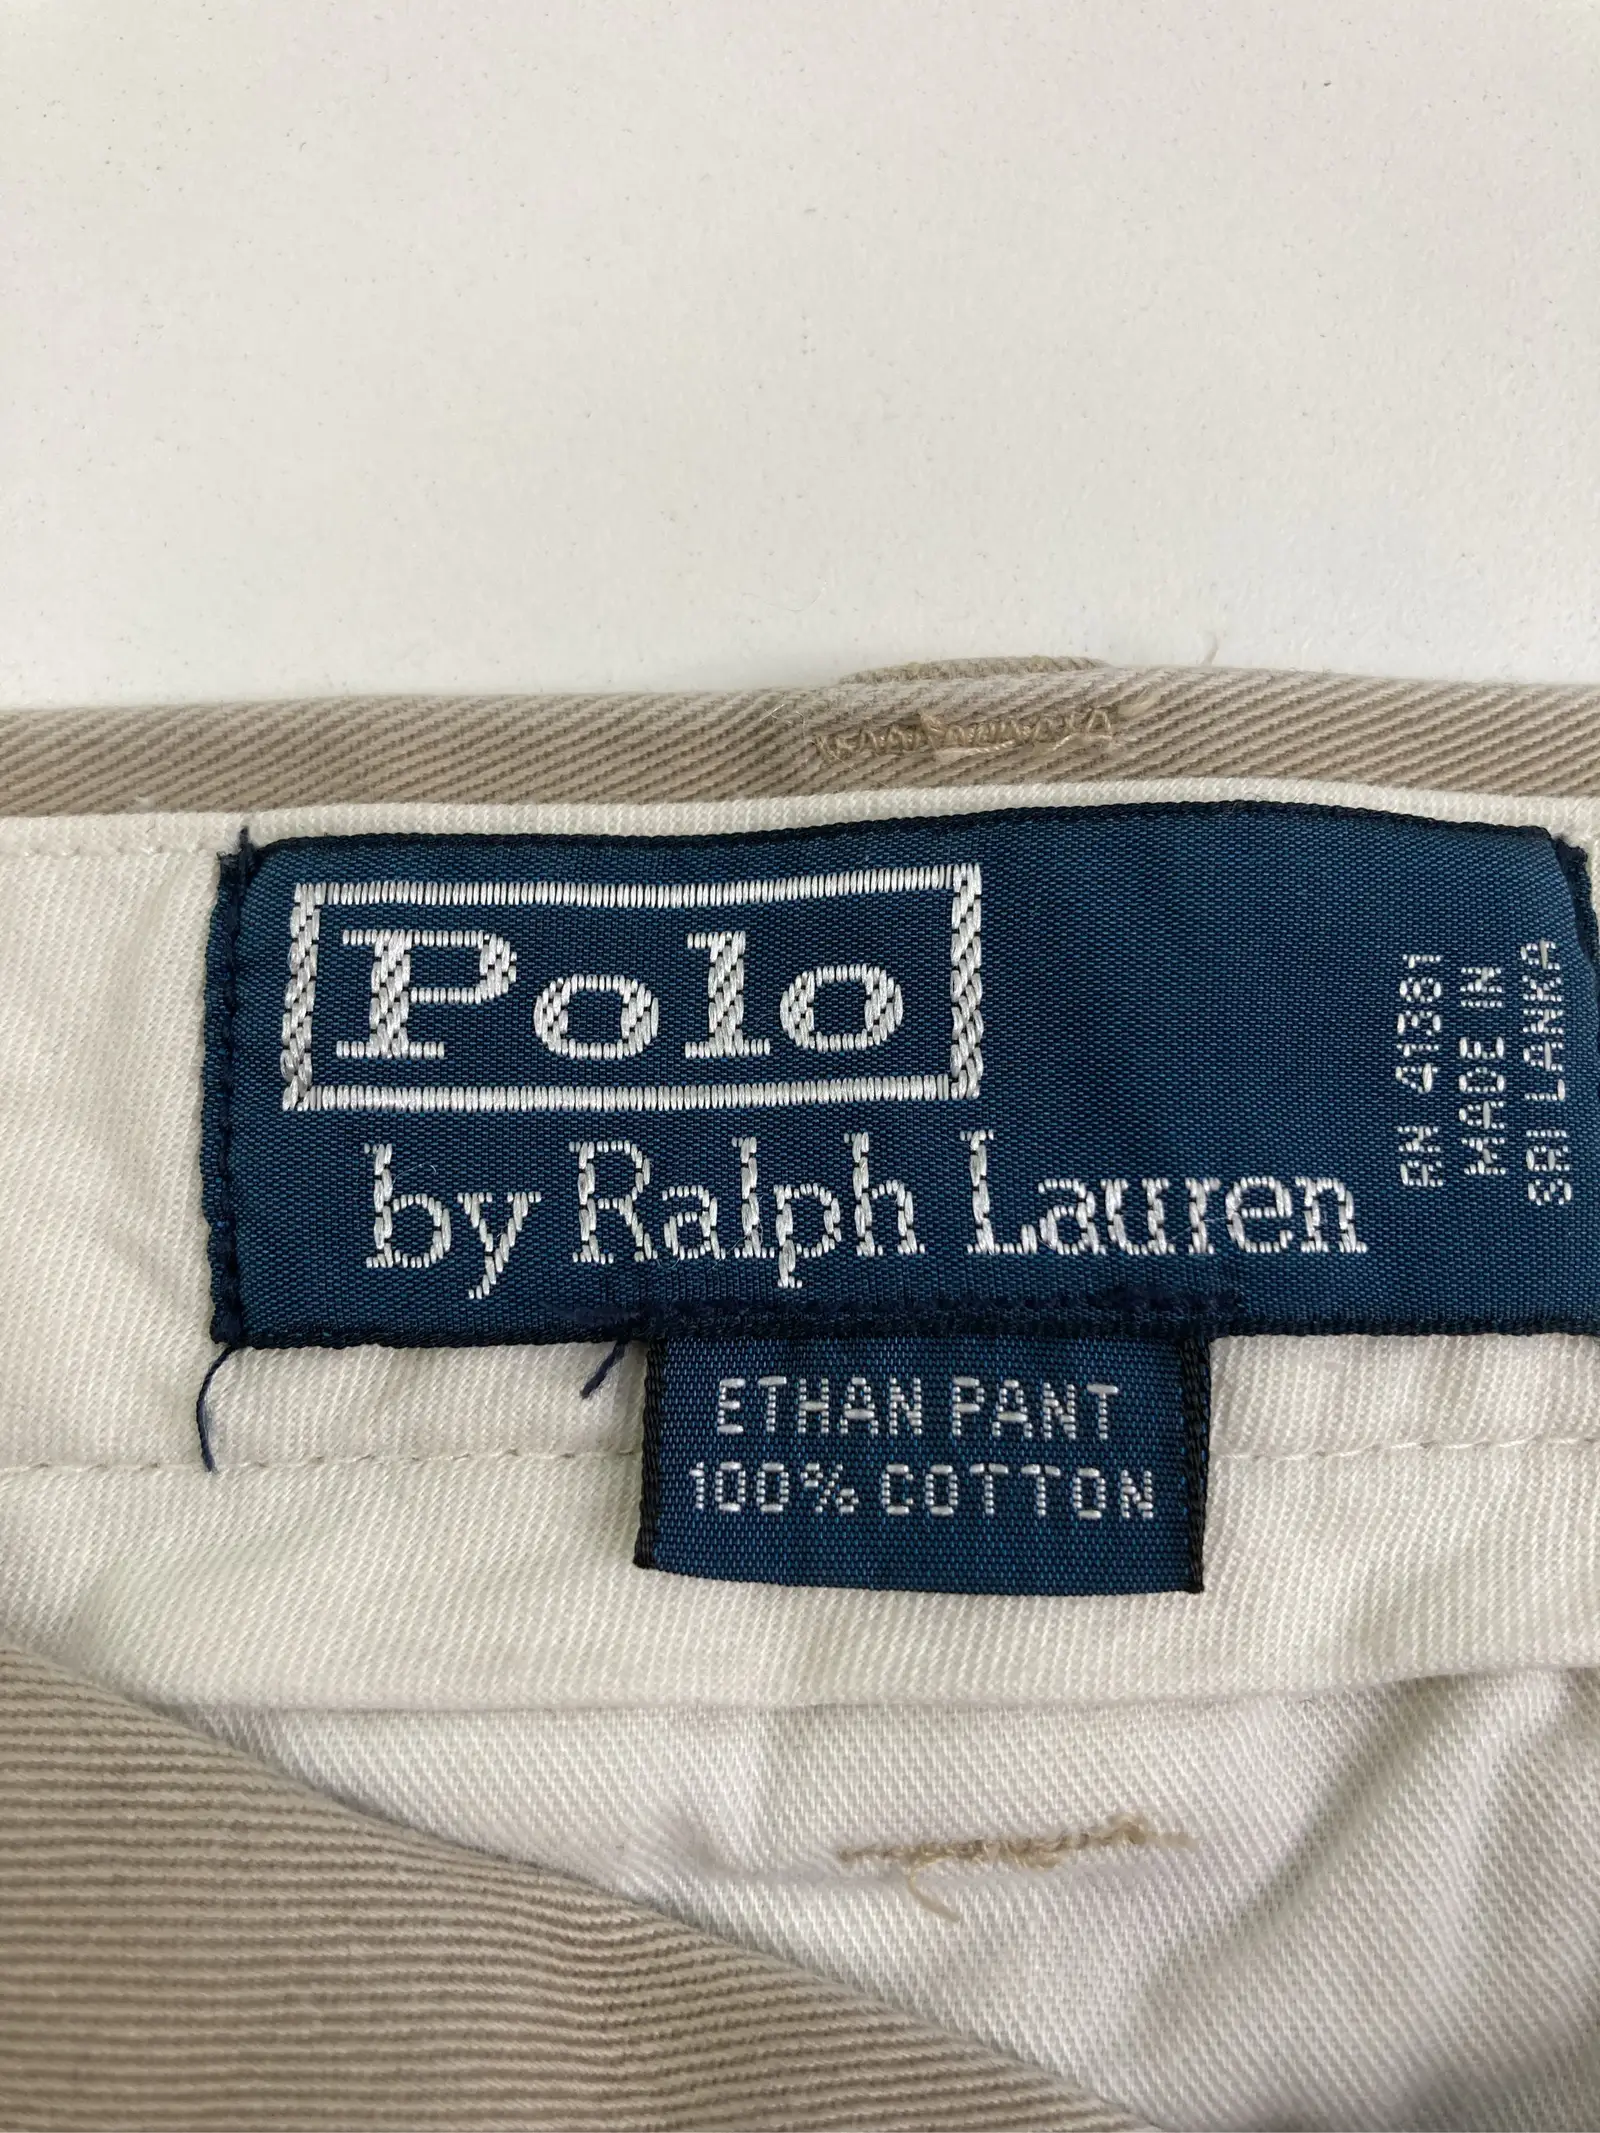 Polo
by Ralph Lauren
RN 41381
MADE IN
SRI LANKA
ETHAN PANT
100% COTTON